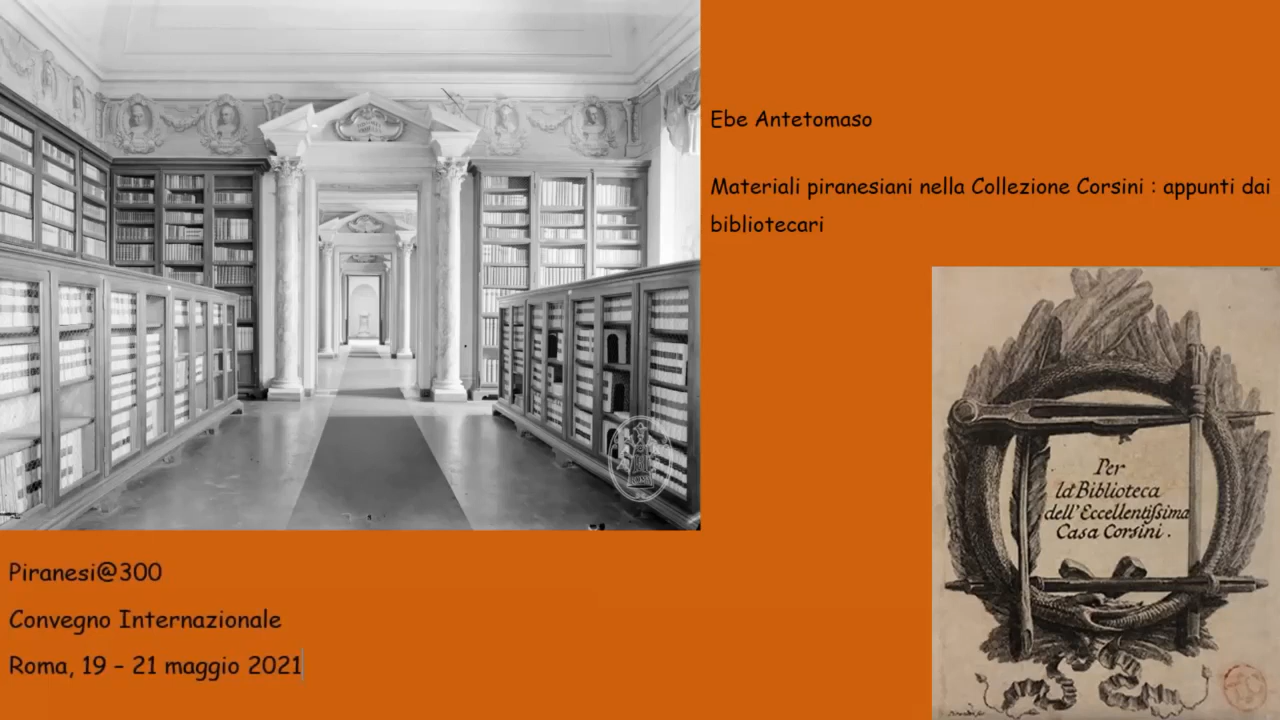 Ebe Antetomaso
Materiali piranesiani nella Collezione Corsini : appunti dai
bibliotecari
Per
la Biblioteca
dell'Eccellentissima
Casa Corsini.
Piranesi@300
Convegno Internazionale
Roma, 19 – 21 maggio 2021